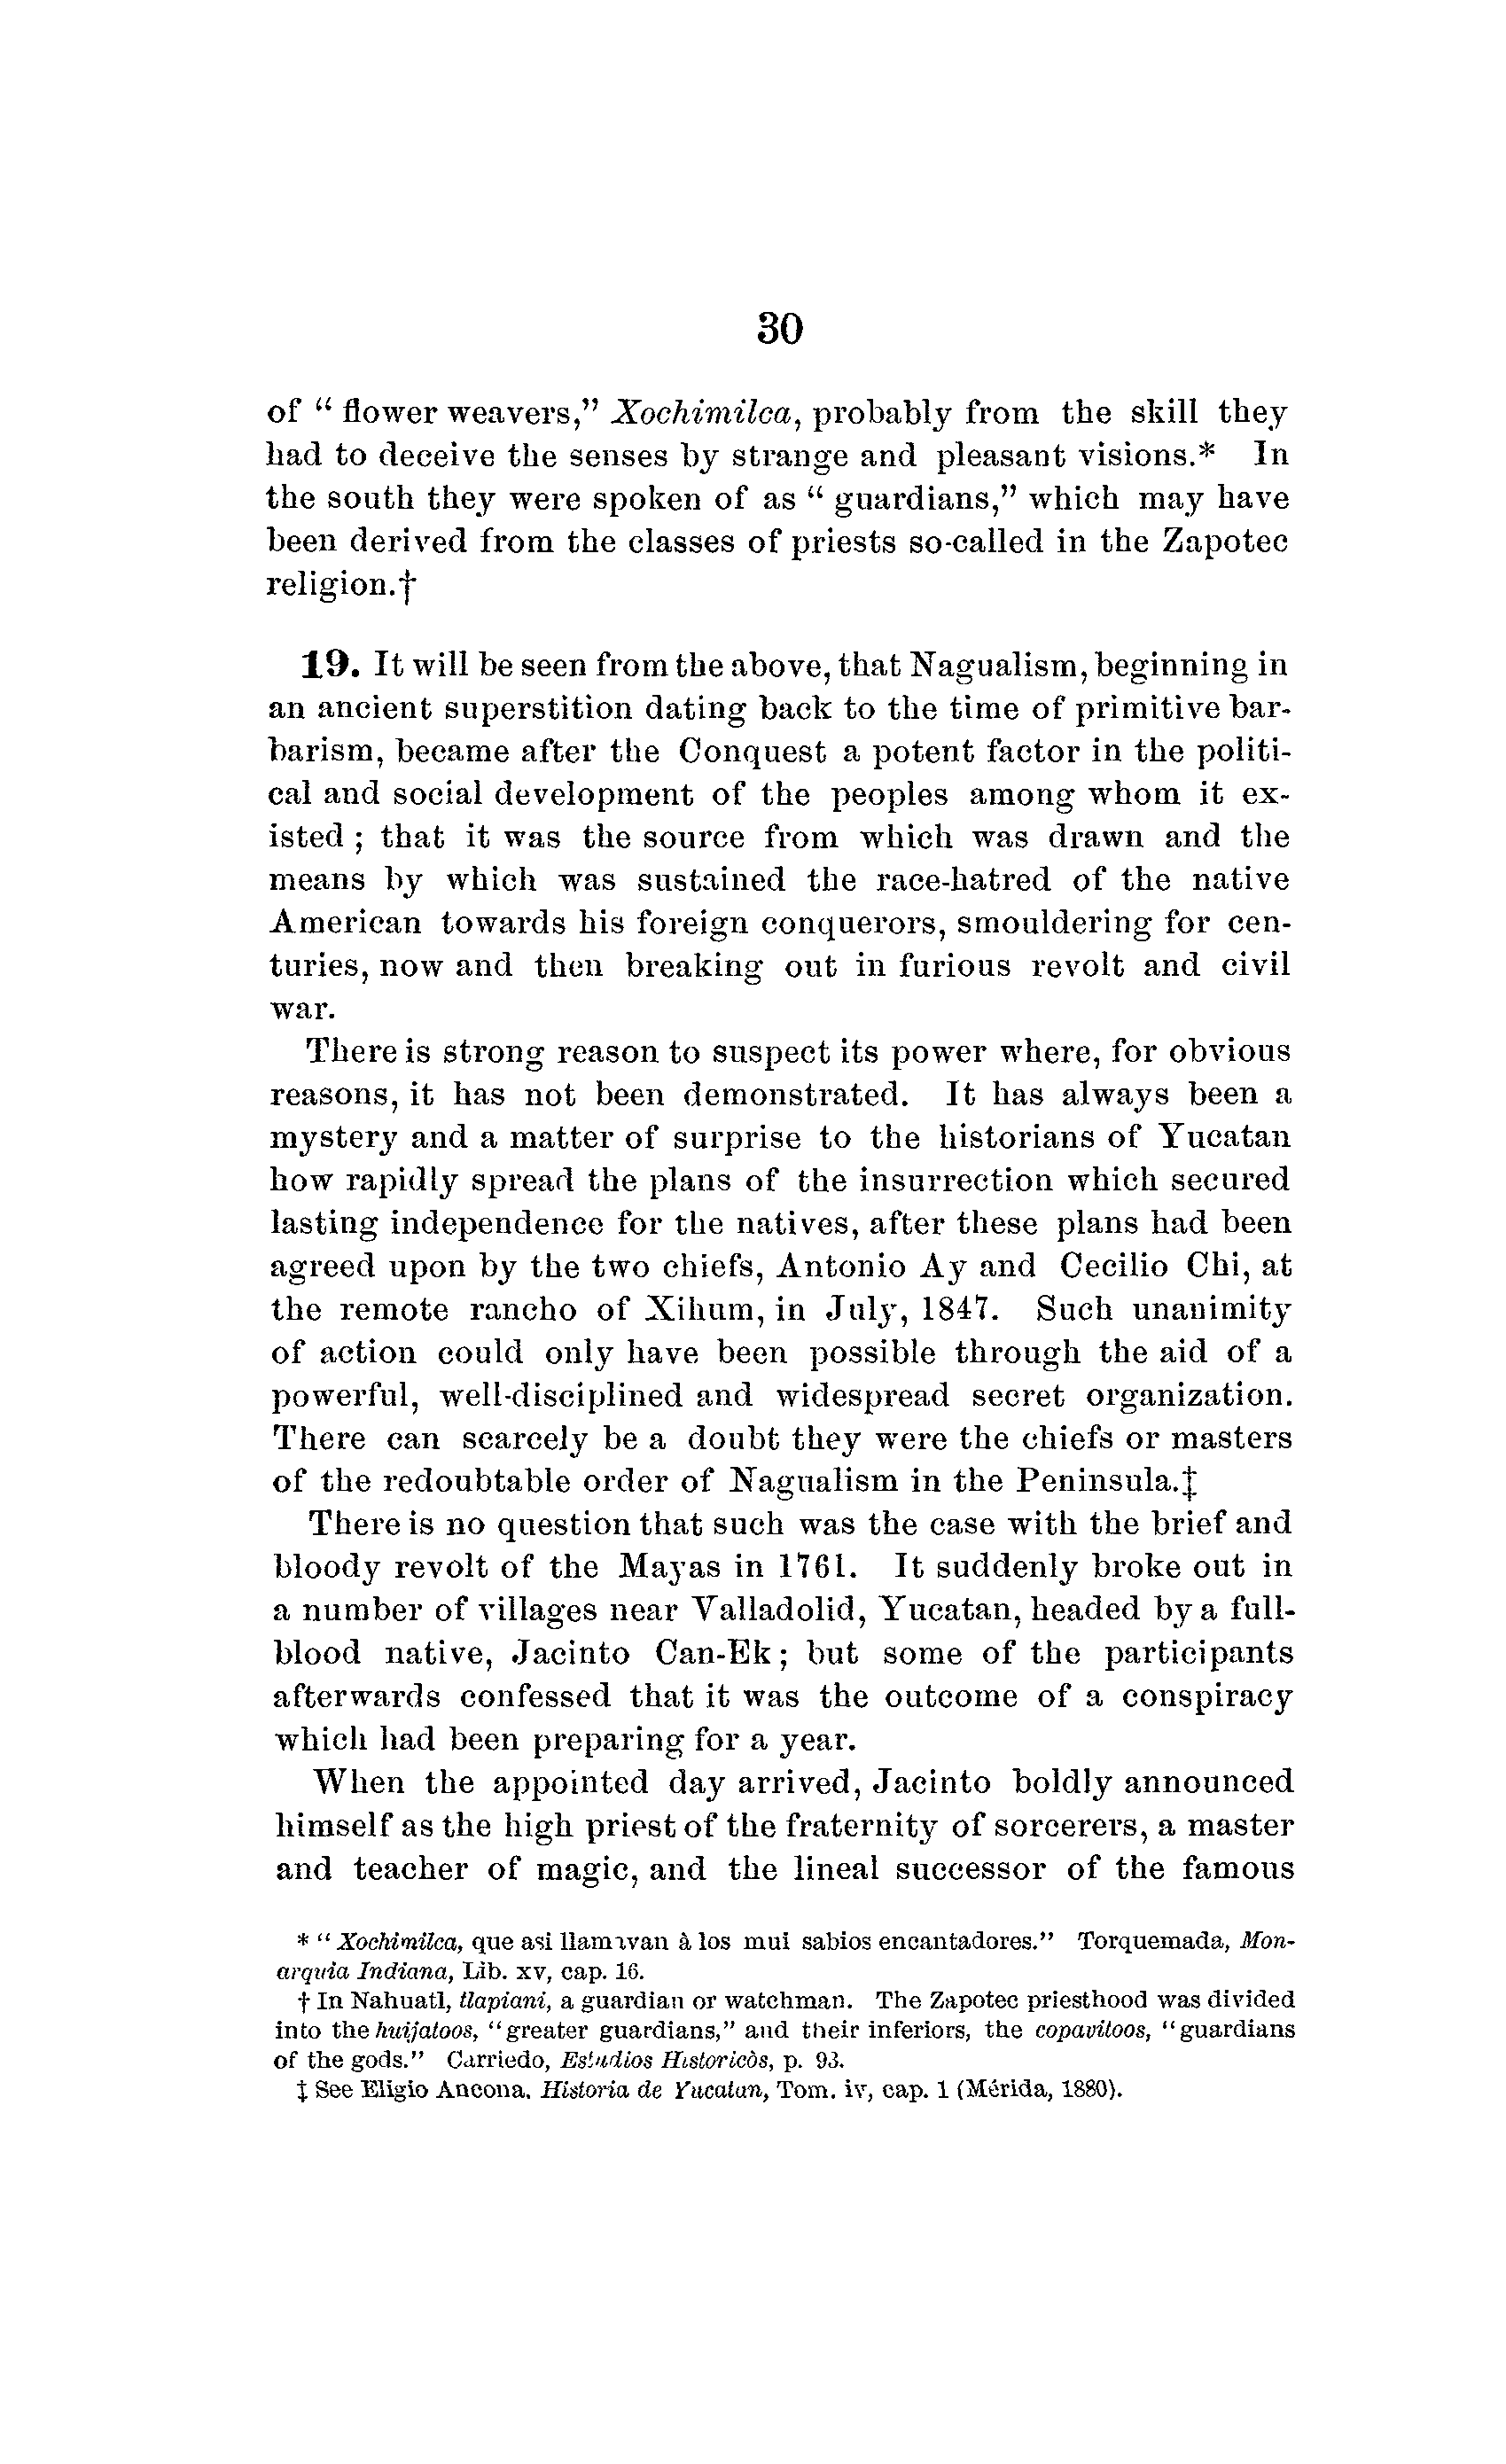 30
of “ flower weavers,” Xochimilca, probably from the skill they
had to deceive the senses by strange and pleasant visions.* In
the south they were spoken of as “ guardians,” which may have
been derived from the classes of priests so-called in the Zapotec
religion.†
19. It will be seen from the above, that Nagualism, beginning in
an ancient superstition dating back to the time of primitive bar-
barism, became after the Conquest a potent factor in the politi-
cal and social development of the peoples among whom it ex-
isted ; that it was the source from which was drawn and the
means by which was sustained the race-hatred of the native
American towards his foreign conquerors, smouldering for cen-
turies, now and then breaking out in furious revolt and civil
war.
There is strong reason to suspect its power where, for obvious
reasons, it has not been demonstrated. It has always been a
mystery and a matter of surprise to the historians of Yucatan
how rapidly spread the plans of the insurrection which secured
lasting independence for the natives, after these plans had been
agreed upon by the two chiefs, Antonio Ay and Cecilio Chi, at
the remote rancho of Xihum, in July, 1847. Such unanimity
of action could only have been possible through the aid of a
powerful, well-disciplined and widespread secret organization.
There can scarcely be a doubt they were the chiefs or masters
of the redoubtable order of Nagualism in the Peninsula.‡
There is no question that such was the case with the brief and
bloody revolt of the Mayas in 1761. It suddenly broke out in
a number of villages near Valladolid, Yucatan, headed by a full-
blood native, Jacinto Can-Ek; but some of the participants
afterwards confessed that it was the outcome of a conspiracy
which had been preparing for a year.
When the appointed day arrived, Jacinto boldly announced
himself as the high priest of the fraternity of sorcerers, a master
and teacher of magic, and the lineal successor of the famous
* “ Xochimilca, que asi llamavan à los mui sabios encantadores.” Torquemada, Mon-
arquia Indiana, Lib. xv, cap. 16.
† In Nahuatl, tlapiani, a guardian or watchman. The Zapotec priesthood was divided
into the huijatoos, “greater guardians,” and their inferiors, the copavitoos, “guardians
of the gods.” Carriedo, Estudios Historicòs, p. 93.
‡ See Eligio Ancona. Historia de Yucatan, Tom. iv, cap. 1 (Mérida, 1880).